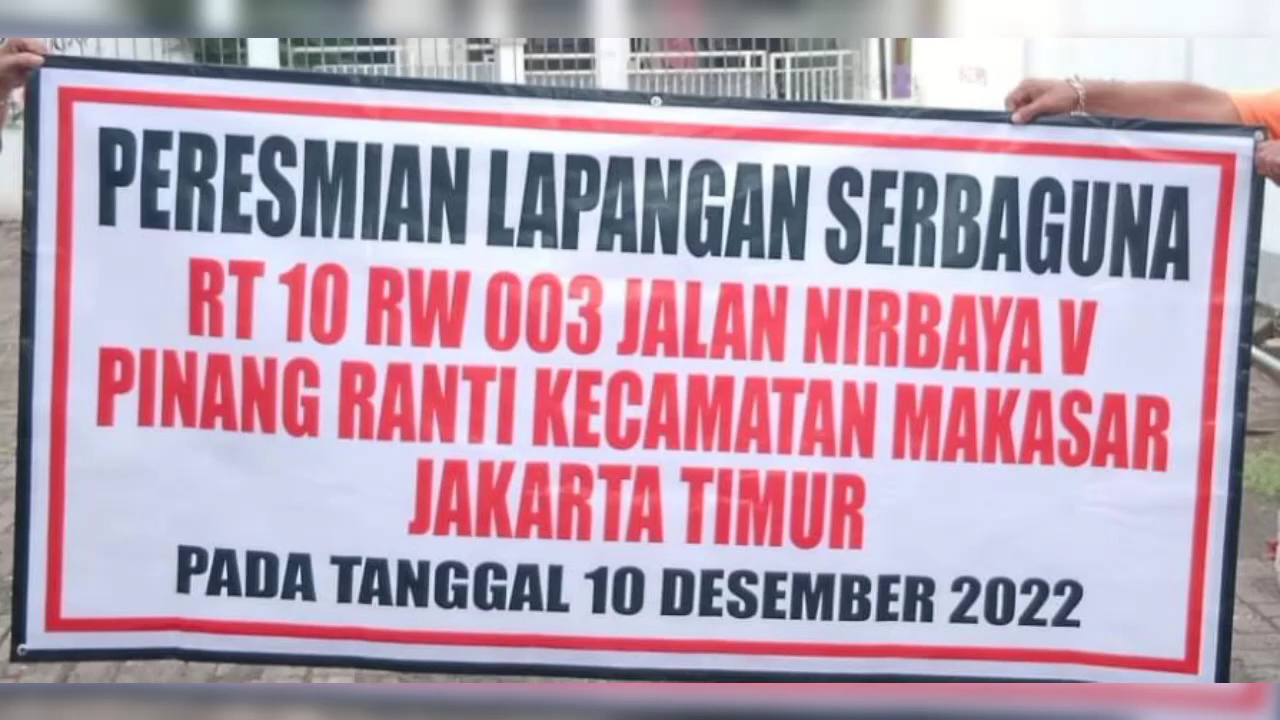 PERESMIAN LAPANGAN SERBAGUNA
RT 10 RW 003 JALAN NIRBAYA V
PINANG RANTI KECAMATAN MAKASAR
JAKARTA TIMUR
PADA TANGGAL 10 DESEMBER 2022